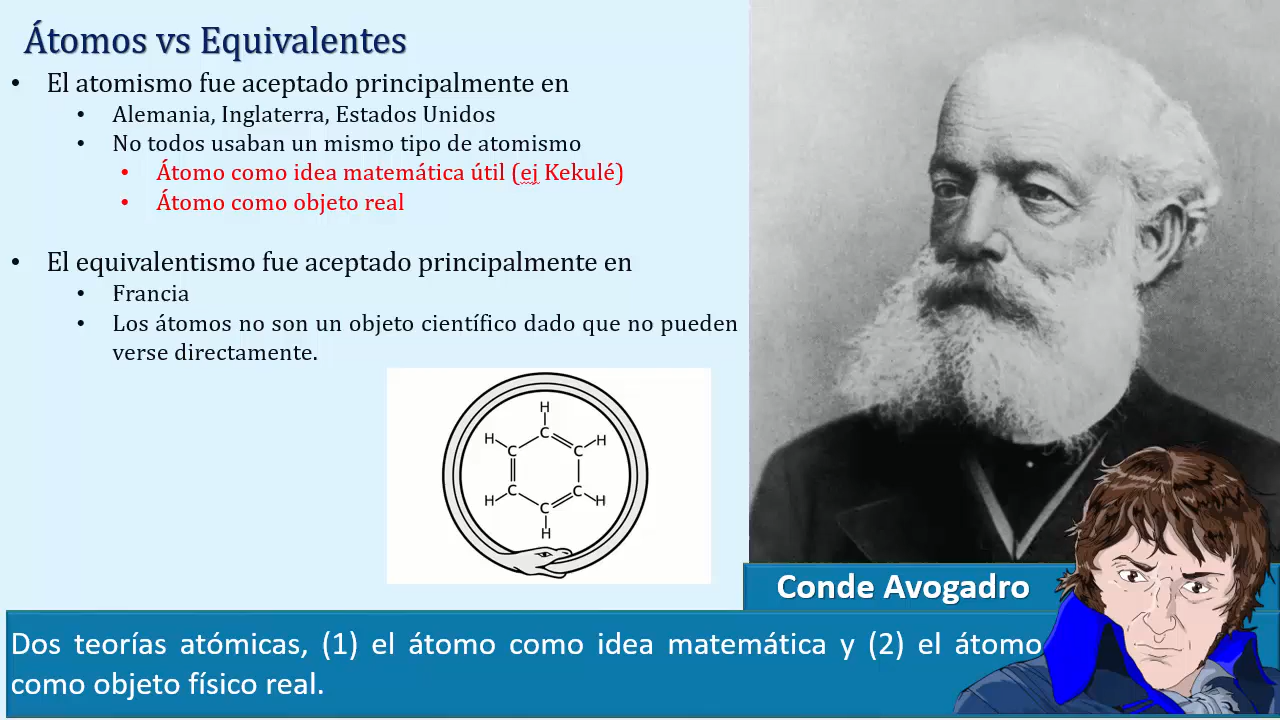 Átomos vs Equivalentes
• El atomismo fue aceptado principalmente en
• Alemania, Inglaterra, Estados Unidos
• No todos usaban un mismo tipo de atomismo
• Átomo como idea matemática útil (ej Kekulé)
• Átomo como objeto real
• El equivalentismo fue aceptado principalmente en
• Francia
• Los átomos no son un objeto científico dado que no pueden
verse directamente.
H
H C H
C C
C C
H C H
H
Conde Avogadro
Dos teorías atómicas, (1) el átomo como idea matemática y (2) el átomo
como objeto físico real.